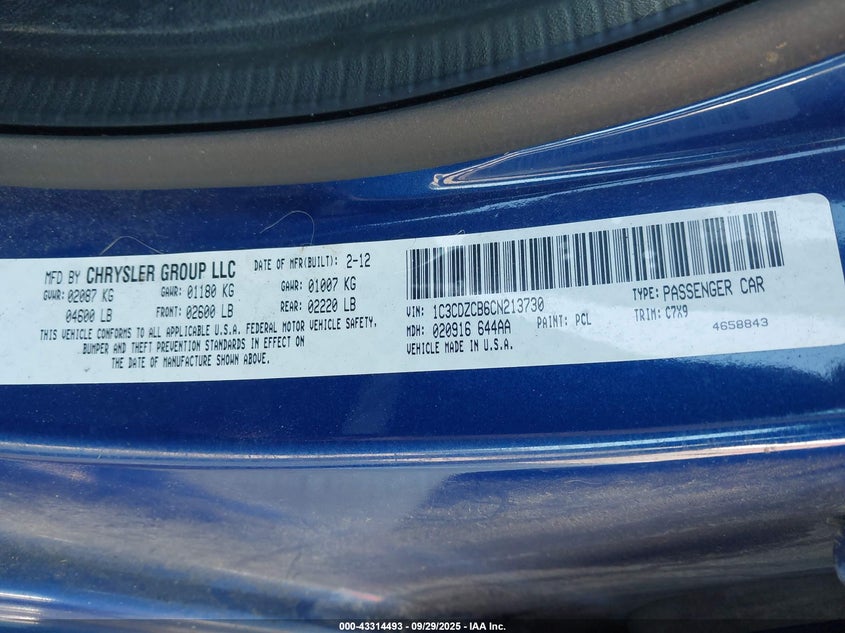 MFD BY CHRYSLER GROUP LLC DATE OF MFR(BUILT): 2-12
GVWR: 02087 KG GAWR: 01180 KG GAWR: 01007 KG
04600 LB FRONT: 02600 LB REAR: 02220 LB
THIS VEHICLE CONFORMS TO ALL APPLICABLE U.S.A. FEDERAL MOTOR VEHICLE SAFETY,
BUMPER AND THEFT PREVENTION STANDARDS IN EFFECT ON
THE DATE OF MANUFACTURE SHOWN ABOVE.
VIN: 1C3CDZCB6CN213730 TYPE: PASSENGER CAR
MDH: 020916 644AA PAINT: PCL TRIM: C7X9
VEHICLE MADE IN U.S.A. 4658843
000-43314493 - 09/29/2025 - IAA Inc.